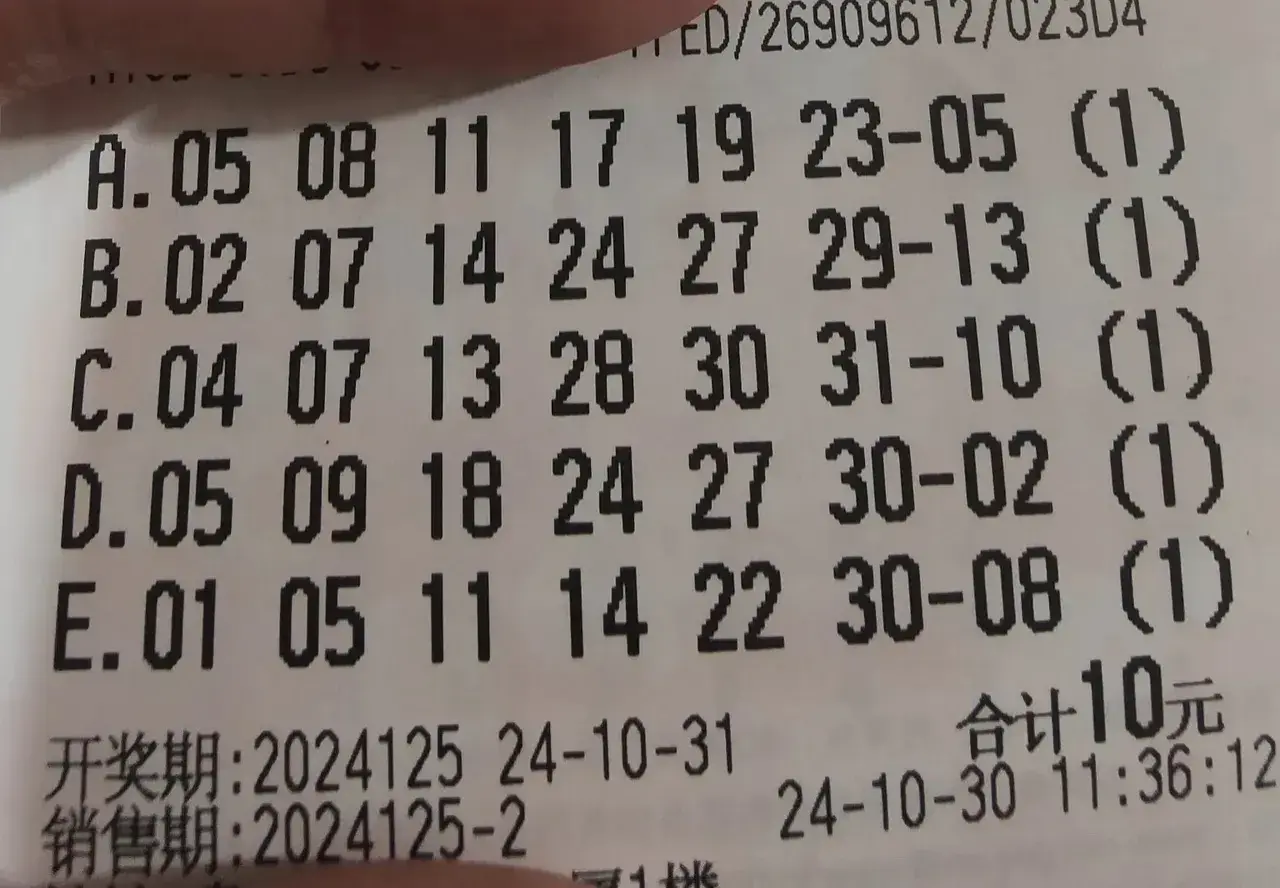 ED/26909612/023D4
A.05 08 11 17 19 23-05 (1)
B.02 07 14 24 27 29-13 (1)
C.04 07 13 28 30 31-10 (1)
D.05 09 18 24 27 30-02 (1)
E.01 05 11 14 22 30-08 (1)
合计10元
开奖期:2024125 24-10-31
24-10-30 11:36:12
销售期:2024125-2